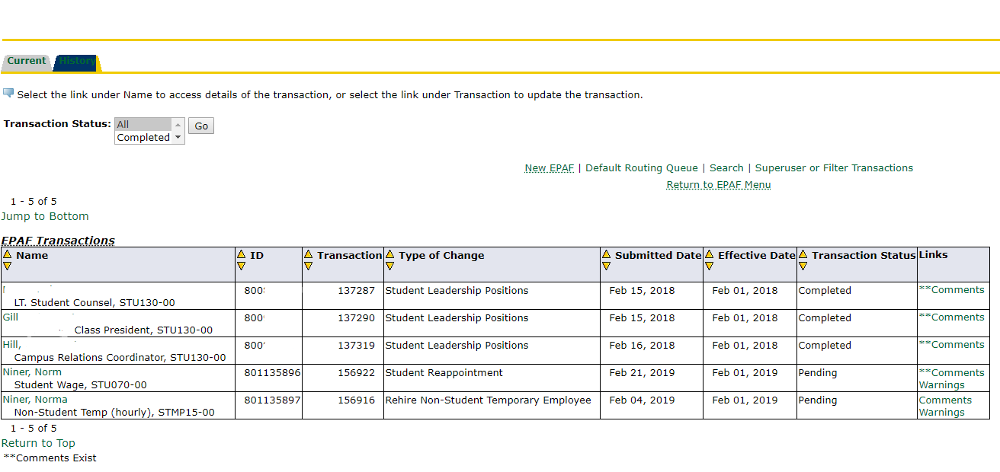 Current History
Select the link under Name to access details of the transaction, or select the link under Transaction to update the transaction.
Transaction Status: All Go
Completed
New EPAF | Default Routing Queue | Search | Superuser or Filter Transactions
Return to EPAF Menu
1 - 5 of 5
Jump to Bottom
EPAF Transactions
Name ID Transaction Type of Change Submitted Date Effective Date Transaction Status Links
800 137287 Student Leadership Positions Feb 15, 2018 Feb 01, 2018 Completed **Comments
LT. Student Counsel, STU130-00
Gill 800 137290 Student Leadership Positions Feb 15, 2018 Feb 01, 2018 Completed **Comments
Class President, STU130-00
Hill, 800 137319 Student Leadership Positions Feb 16, 2018 Feb 01, 2018 Completed **Comments
Campus Relations Coordinator, STU130-00
Niner, Norm 801135896 156922 Student Reappointment Feb 21, 2019 Feb 01, 2019 Pending **Comments
Student Wage, STU070-00 Warnings
Niner, Norma 801135897 156916 Rehire Non-Student Temporary Employee Feb 04, 2019 Feb 01, 2019 Pending Comments
Non-Student Temp (hourly), STMP15-00 Warnings
1 - 5 of 5
Return to Top
**Comments Exist